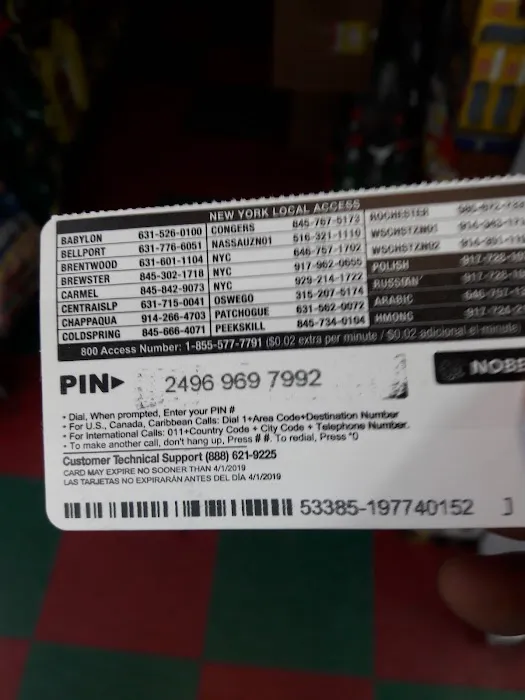 NEW YORK LOCAL ACCESS
BABYLON 631-526-0100 CONGERS 845-767-0173 ROCHESTER
BELLPORT 631-776-6051 NASSAUZN01 516-321-1110 WSCHSTZN01
BRENTWOOD 631-601-1104 NYC 646-757-1702 WSCHSTZN02
BREWSTER 845-302-1718 NYC 917-962-0655 POLISH
CARMEL 845-842-9073 NYC 929-214-1722 RUSSIAN
CENTRAISLP 631-715-0041 OSWEGO 315-207-5174 ARABIC
CHAPPAQUA 914-266-4703 PATCHOGUE 631-562-0072 HMONG
COLDSPRING 845-666-4071 PEEKSKILL 845-734-0104
800 Access Number: 1-855-577-7791 ($0.02 extra per minute / $0.02 adicional el minute
PIN 2496 969 7992
NOBE
• Dial, When prompted, Enter your PIN #
• For U.S., Canada, Caribbean Calls: Dial 1+Area Code+Destination Number
• For International Calls: 011+Country Code + City Code + Telephone Number.
• To make another call, don't hang up, Press # #. To redial, Press *0
Customer Technical Support (888) 621-9225
CARD MAY EXPIRE NO SOONER THAN 4/1/2019
LAS TARJETAS NO EXPIRARÁN ANTES DEL DÍA 4/1/2019
53385-197740152